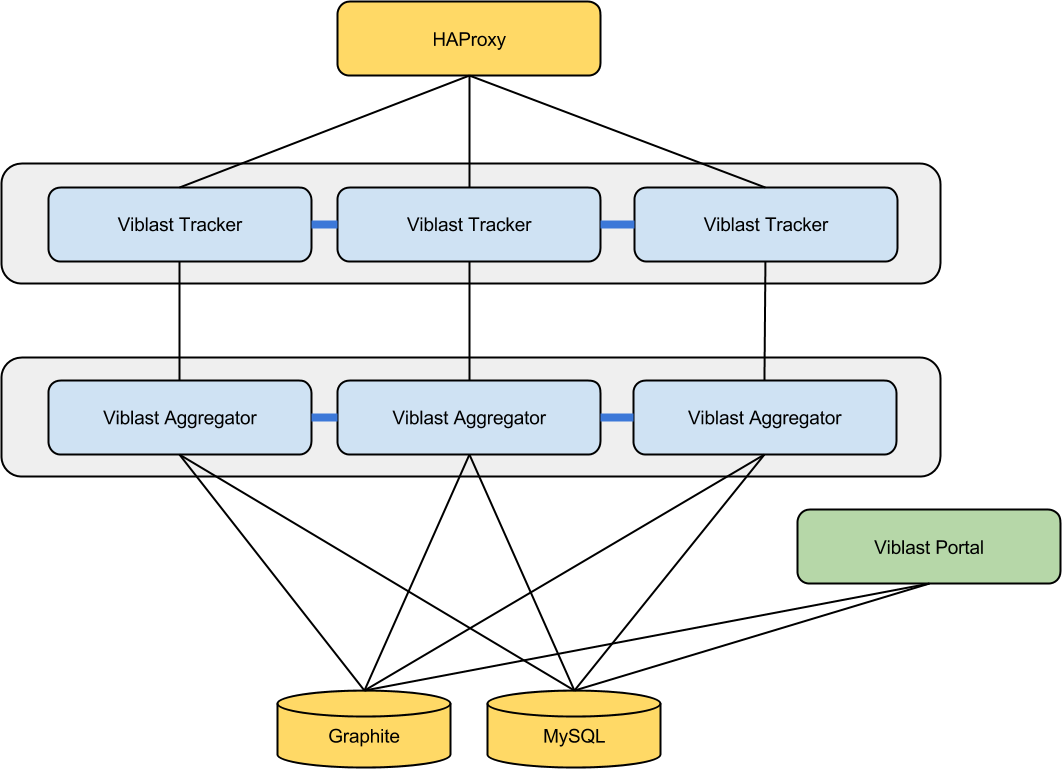 HAProxy
Viblast Tracker
Viblast Tracker
Viblast Tracker
Viblast Aggregator
Viblast Aggregator
Viblast Aggregator
Viblast Portal
Graphite
MySQL